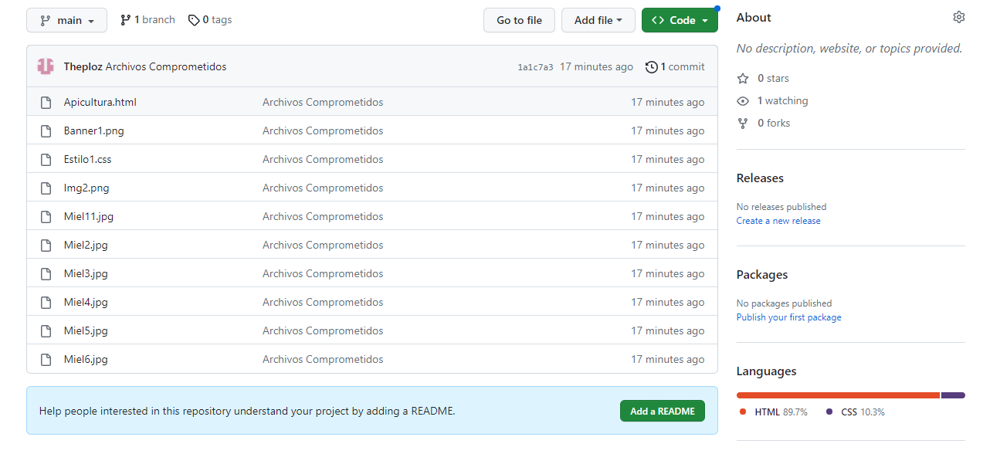 main 1 branch 0 tags Go to file Add file <> Code
Theploz Archivos Comprometidos 1a1c7a3 17 minutes ago 1 commit
Apicultura.html Archivos Comprometidos 17 minutes ago
Banner1.png Archivos Comprometidos 17 minutes ago
Estilo1.css Archivos Comprometidos 17 minutes ago
Img2.png Archivos Comprometidos 17 minutes ago
Miel11.jpg Archivos Comprometidos 17 minutes ago
Miel2.jpg Archivos Comprometidos 17 minutes ago
Miel3.jpg Archivos Comprometidos 17 minutes ago
Miel4.jpg Archivos Comprometidos 17 minutes ago
Miel5.jpg Archivos Comprometidos 17 minutes ago
Miel6.jpg Archivos Comprometidos 17 minutes ago
Help people interested in this repository understand your project by adding a README. Add a README
About
No description, website, or topics provided.
0 stars
1 watching
0 forks
Releases
No releases published
Create a new release
Packages
No packages published
Publish your first package
Languages
HTML 89.7% CSS 10.3%